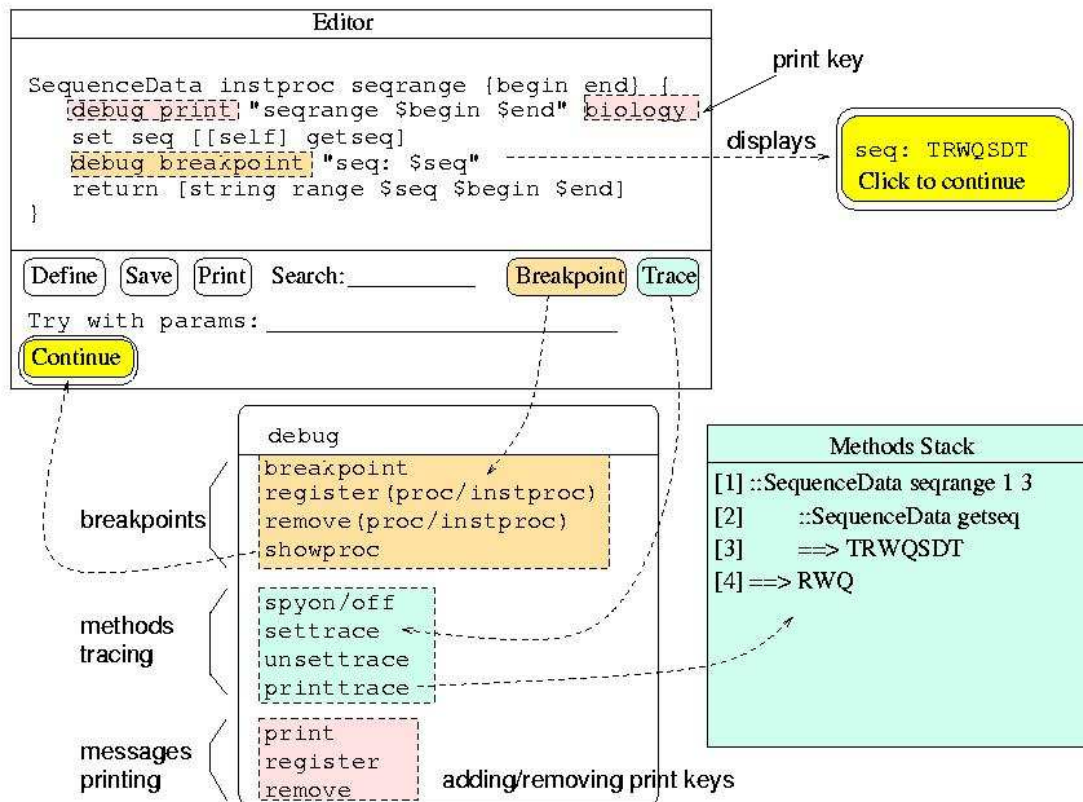 Editor
SequenceData instproc seqrange {begin end} {
debug print "seqrange $begin $end" biology
set seq [[self] getseq]
debug breakpoint "seq: $seq"
return [string range $seq $begin $end]
}
print key
displays
seq: TRWQSDT
Click to continue
Define Save Print Search: Breakpoint Trace
Try with params:
Continue
debug
breakpoints
breakpoint
register(proc/instproc)
remove(proc/instproc)
showproc
methods
tracing
spyon/off
settrace
unsettrace
printtrace
messages
printing
print
register
remove
adding/removing print keys
Methods Stack
[1] ::SequenceData seqrange 1 3
[2] ::SequenceData getseq
[3] ==> TRWQSDT
[4] ==> RWQ